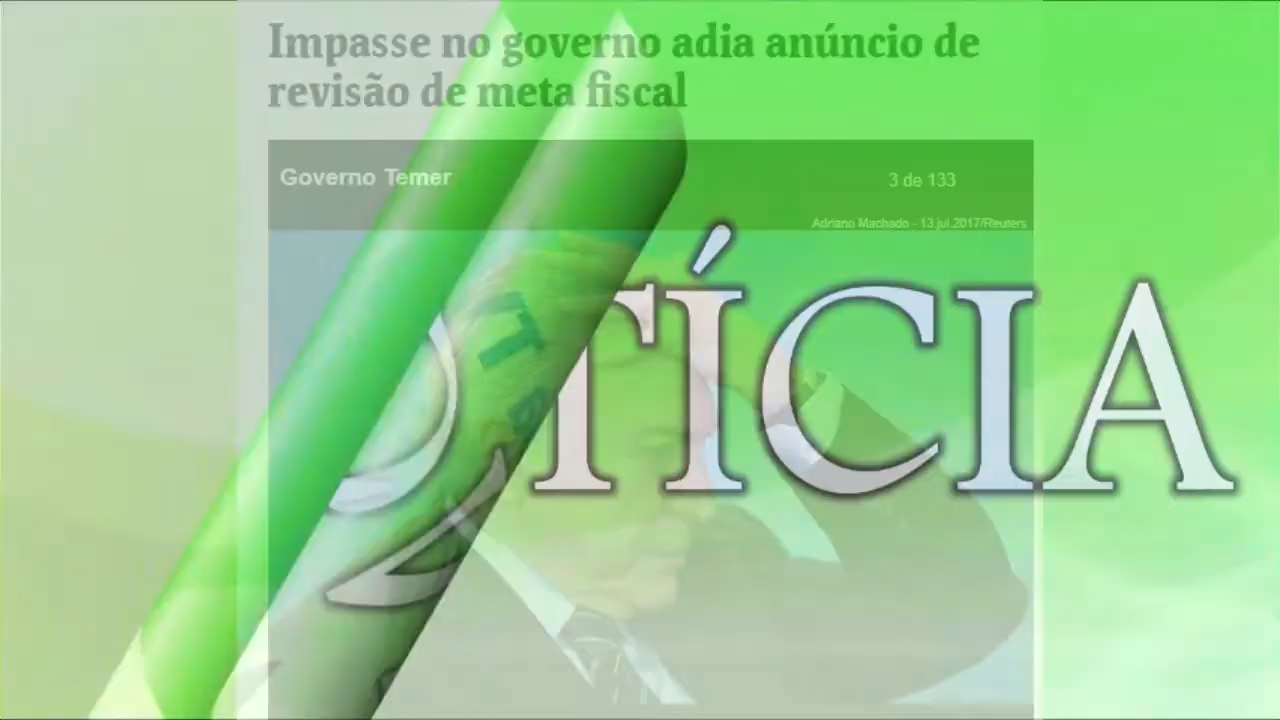 Impasse no governo adia anúncio de
revisão de meta fiscal
Governo Temer
3 de 133
Adriano Machado - 13.jul.2017/Reuters
OTÍCIA